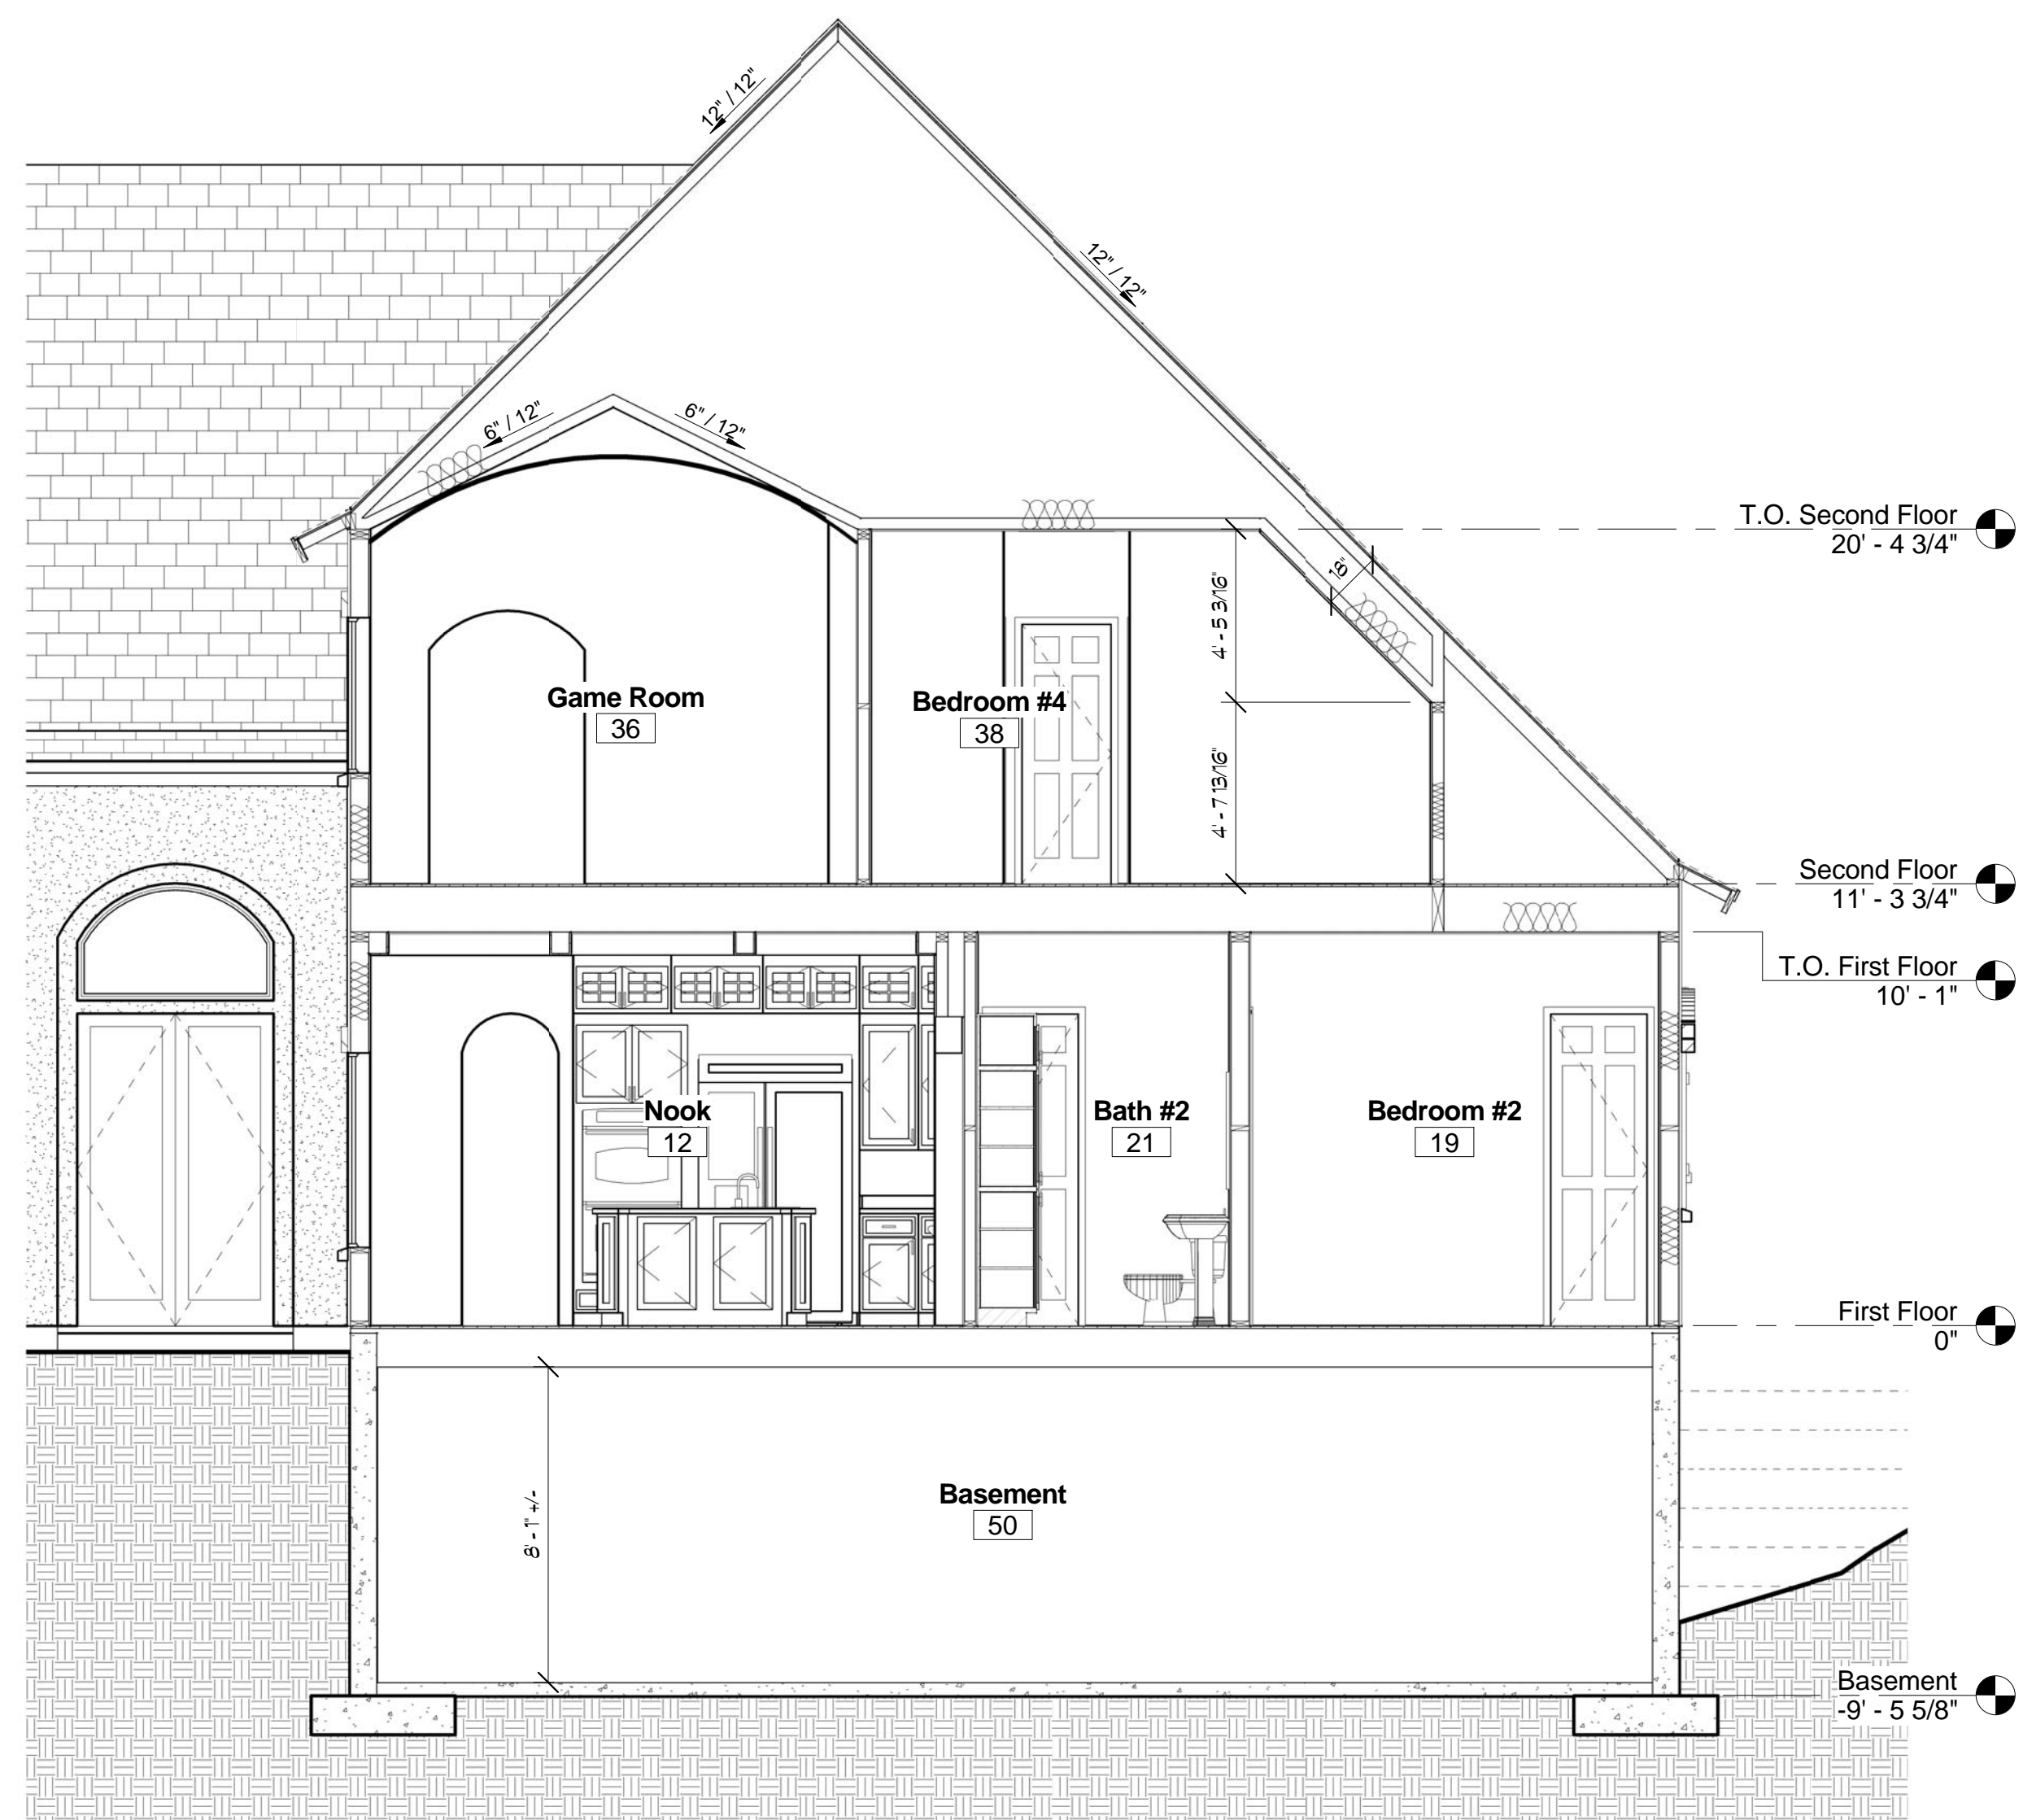 12" / 12"
12" / 12"
6" / 12"
6" / 12"
T.O. Second Floor
20' - 4 3/4"
18"
4' - 5 3/16"
Game Room
36
Bedroom #4
38
4' - 7 13/16"
Second Floor
11' - 3 3/4"
T.O. First Floor
10' - 1"
Nook
12
Bath #2
21
Bedroom #2
19
First Floor
0"
Basement
50
8' - 1" +/-
Basement
-9' - 5 5/8"